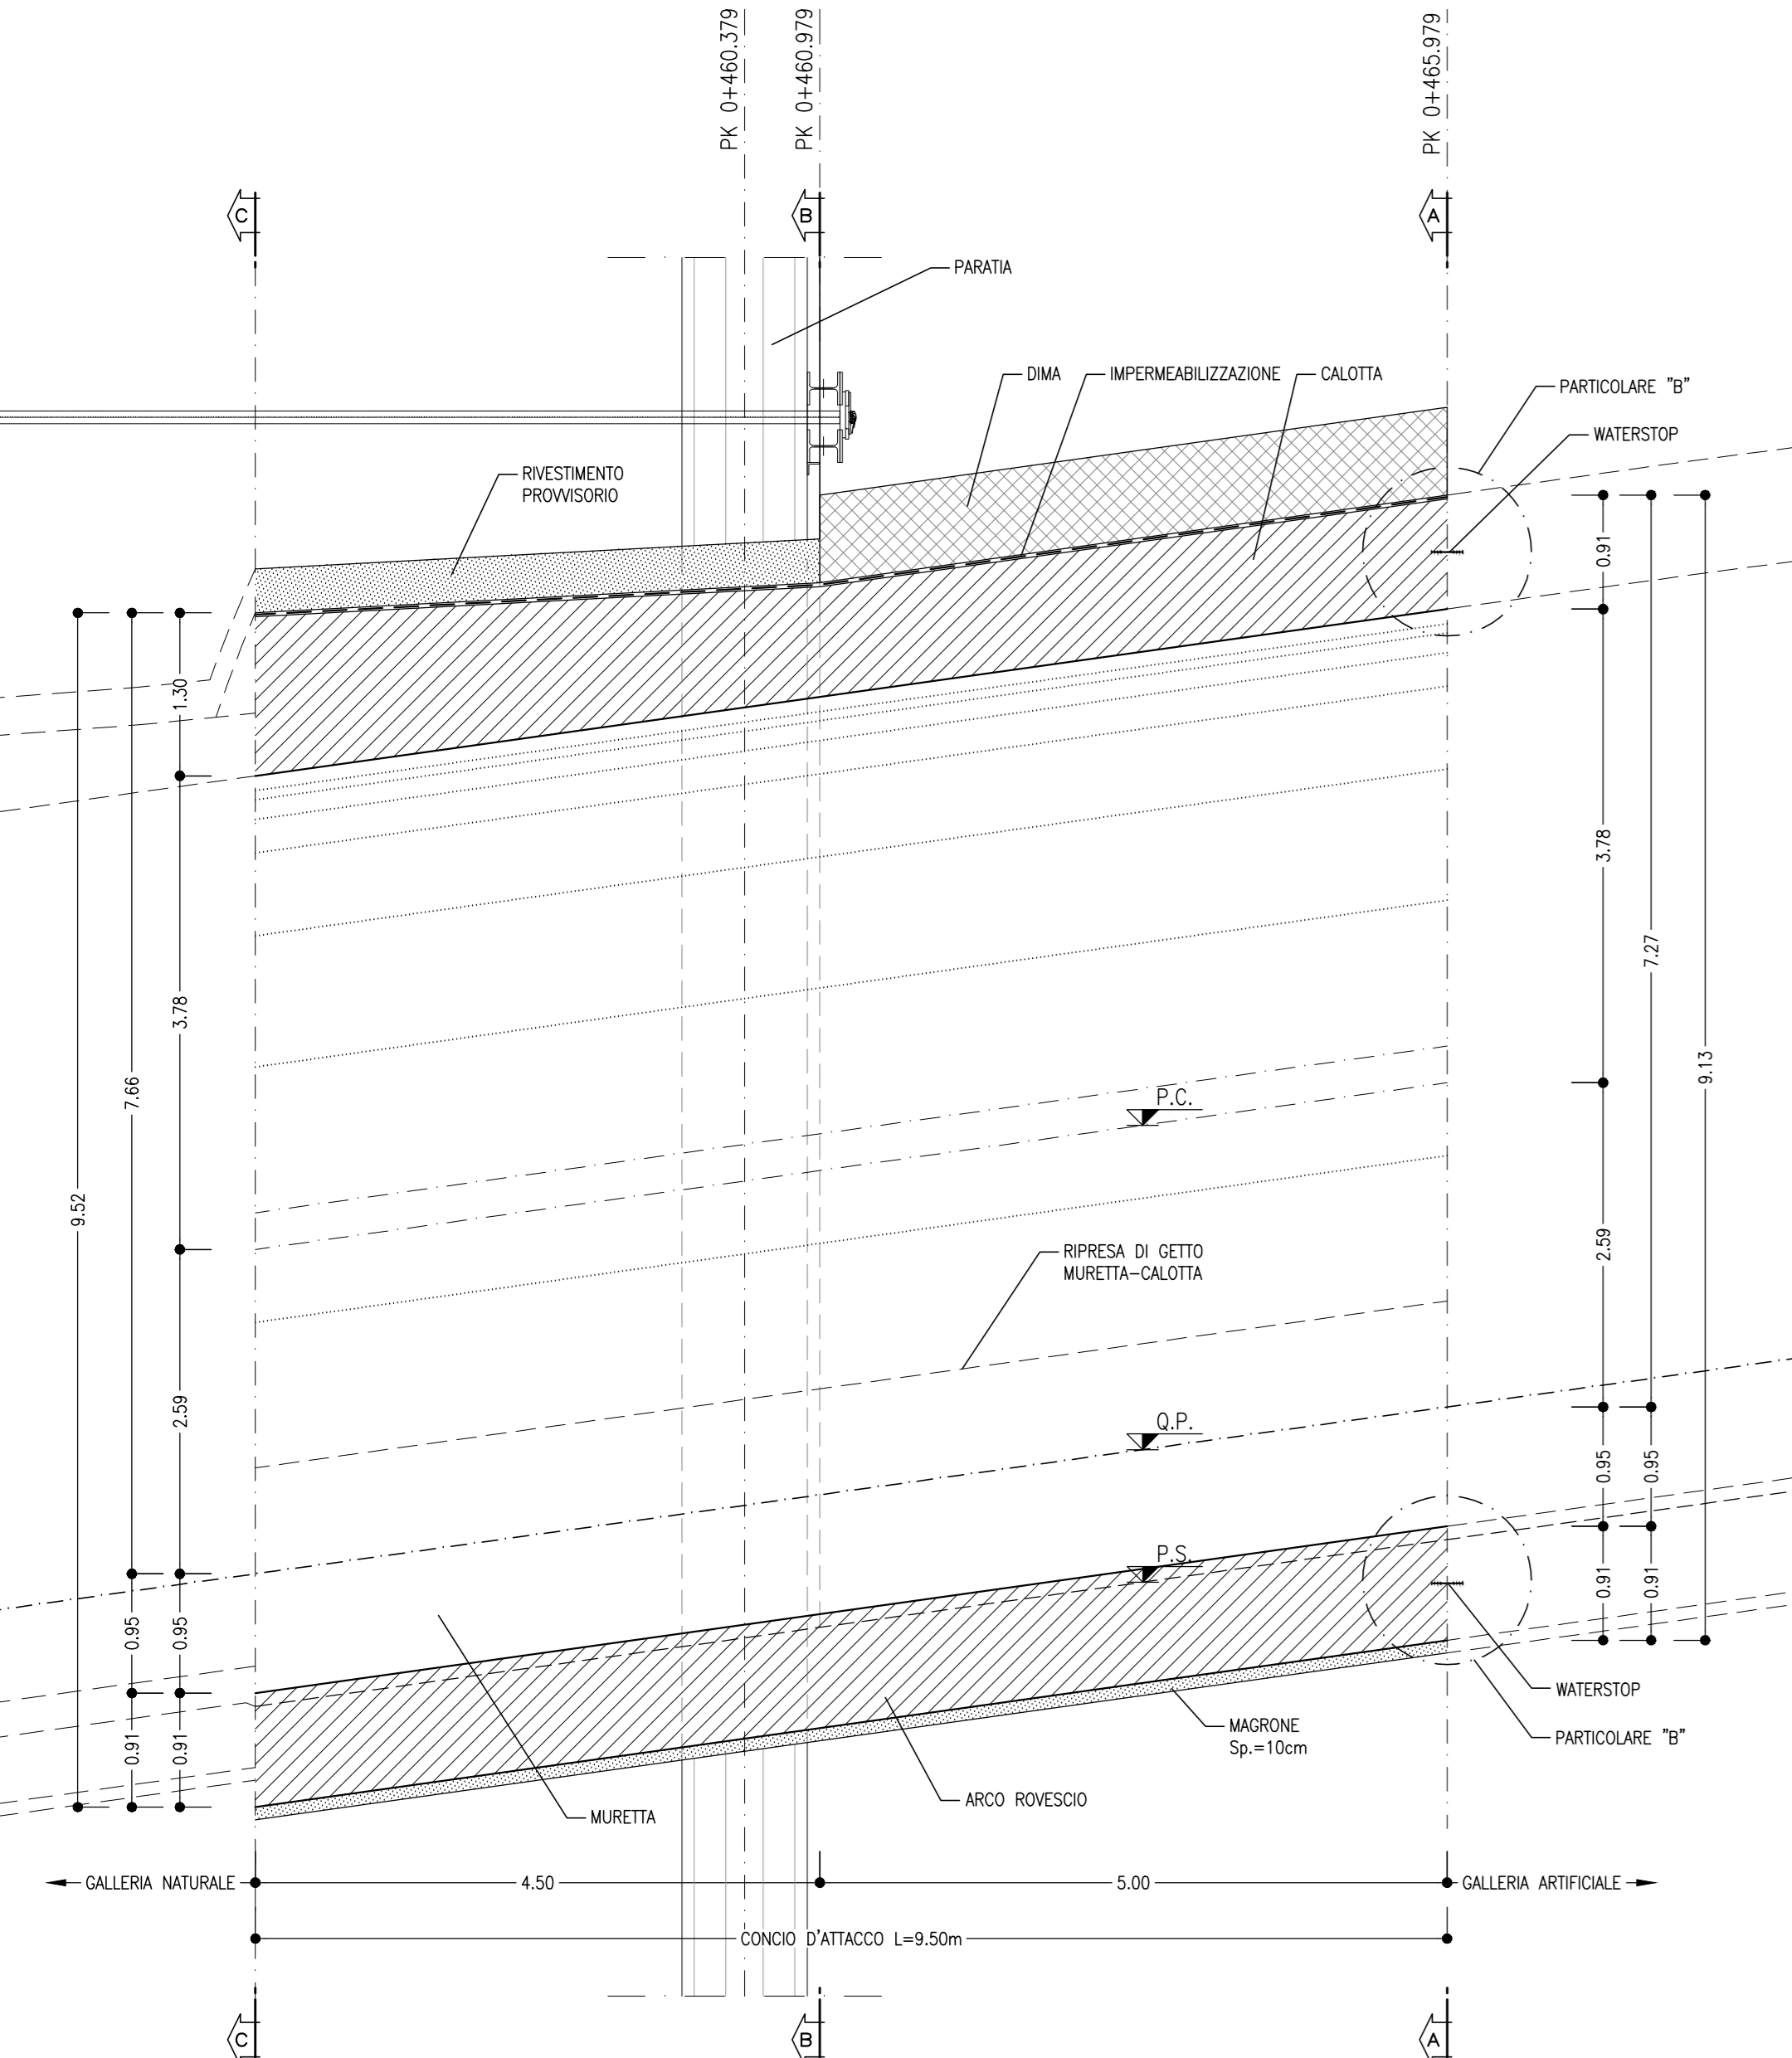 PK 0+460.379
PK 0+460.979
PK 0+465.979
C
B
A
PARATIA
DIMA
IMPERMEABILIZZAZIONE
CALOTTA
PARTICOLARE "B"
WATERSTOP
RIVESTIMENTO
PROVVISORIO
0.91
1.30
3.78
3.78
7.27
9.13
7.66
9.52
P.C.
2.59
RIPRESA DI GETTO
MURETTA-CALOTTA
2.59
Q.P.
0.95
0.95
P.S.
0.91
0.91
0.95
0.95
0.91
0.91
WATERSTOP
MAGRONE
Sp.=10cm
PARTICOLARE "B"
ARCO ROVESCIO
MURETTA
GALLERIA NATURALE
4.50
5.00
GALLERIA ARTIFICIALE
CONCIO D'ATTACCO L=9.50m
C
B
A